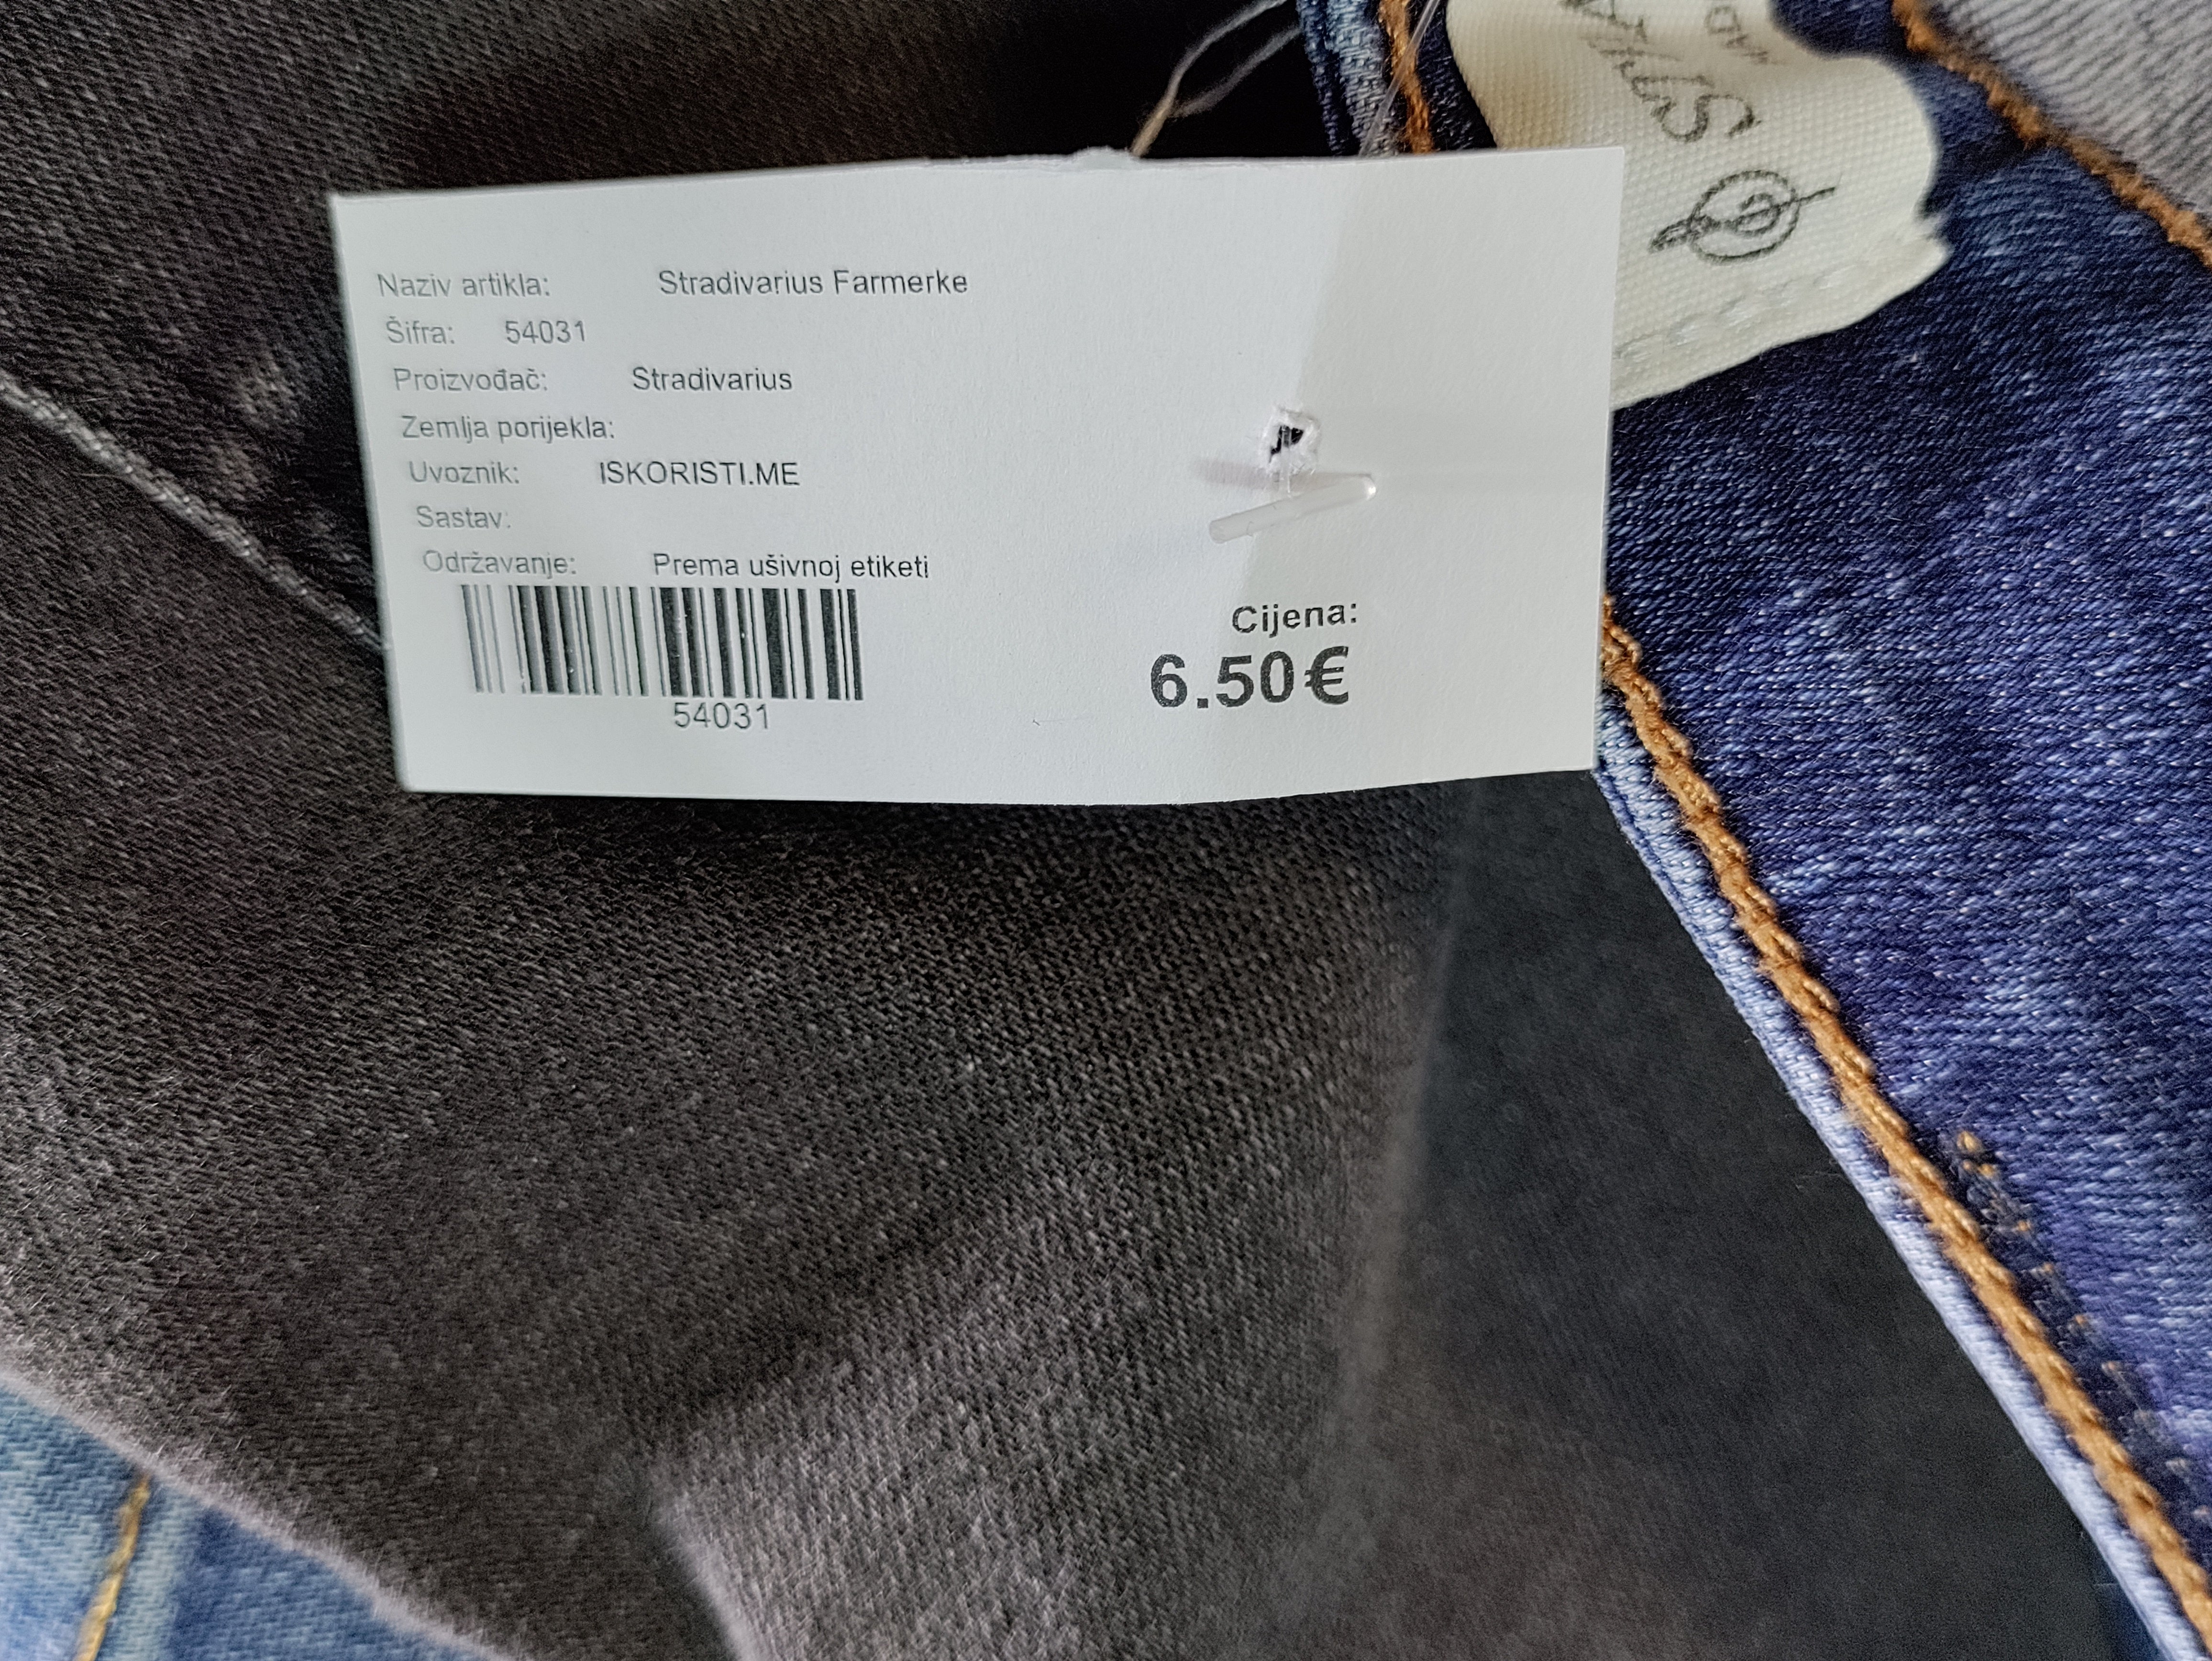 Naziv artikla: Stradivarius Farmerke
Šifra: 54031
Proizvođač: Stradivarius
Zemlja porijekla:
Uvoznik: ISKORISTI.ME
Sastav:
Održavanje: Prema ušivnoj etiketi
54031
Cijena:
6.50€